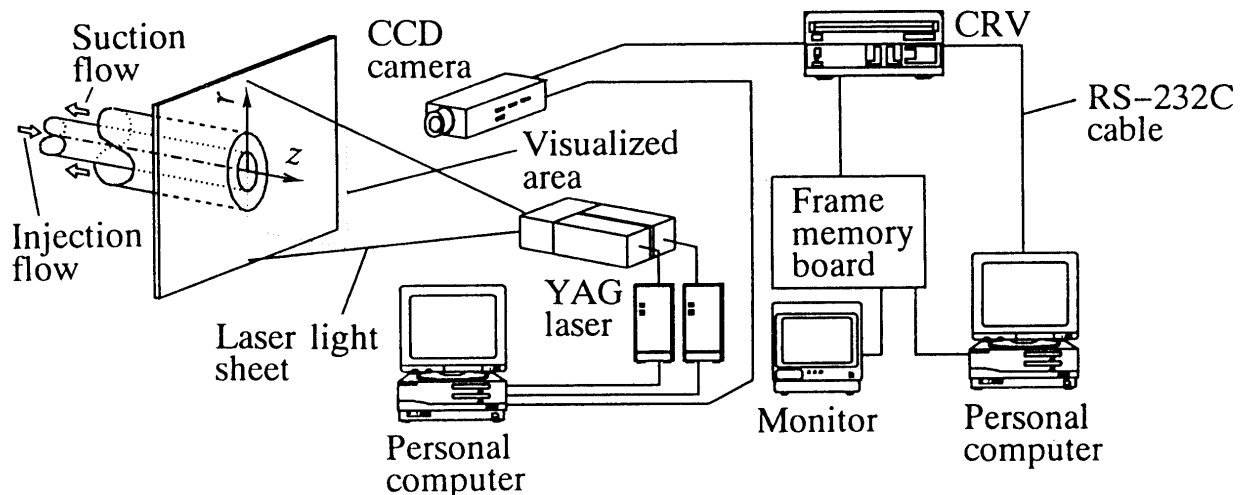 Suction
flow
CCD
camera
CRV
r
z
RS-232C
cable
Visualized
area
Injection
flow
Frame
memory
board
YAG
laser
Laser light
sheet
Monitor
Personal
computer
Personal
computer